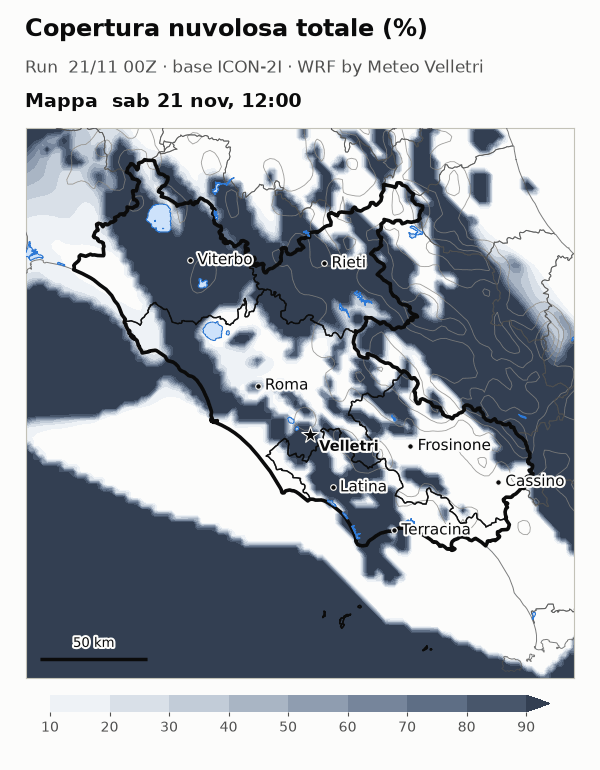 Copertura nuvolosa totale (%)
Run  21/11 00Z · base ICON-2I · WRF by Meteo Velletri
Mappa  sab 21 nov, 12:00
Viterbo
Rieti
Roma
Velletri
Frosinone
Cassino
Latina
Terracina
50 km
10 20 30 40 50 60 70 80 90